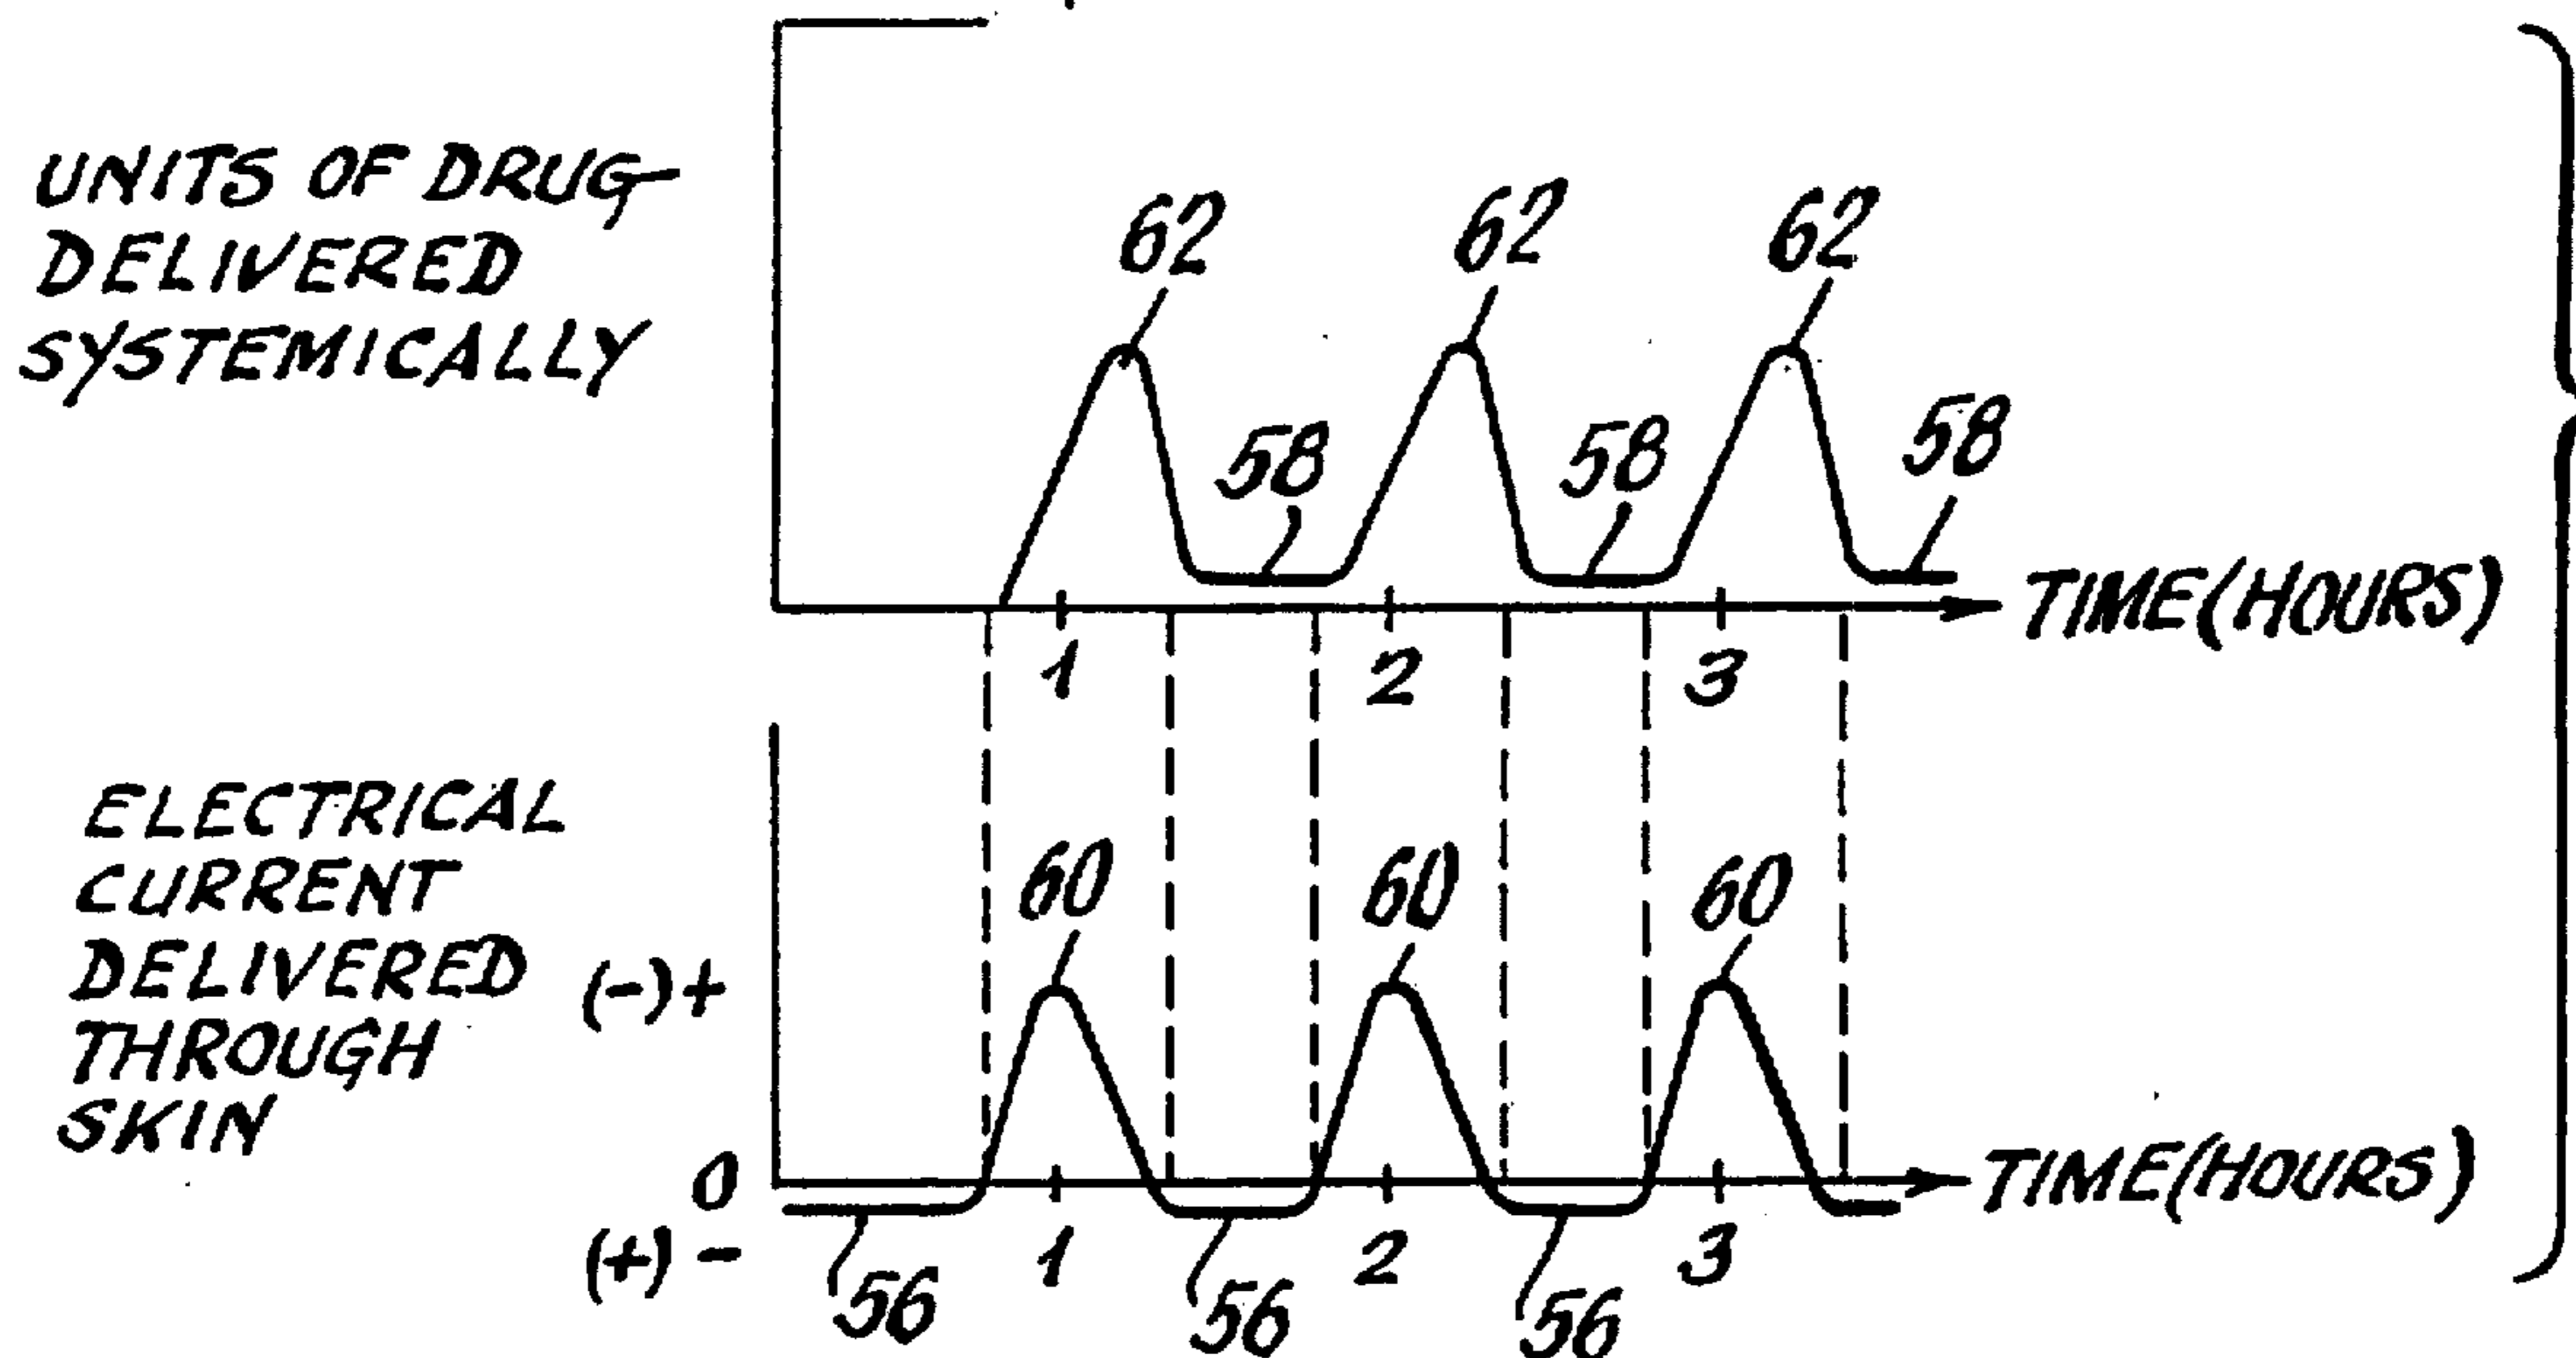 UNITS OF DRUG
DELIVERED
SYSTEMICALLY
62 62 62
58 58 58
TIME (HOURS)
1 2 3
ELECTRICAL
CURRENT
DELIVERED
THROUGH
SKIN
(-)+
0
(+) -
60 60 60
TIME (HOURS)
1 2 3
56 56 56